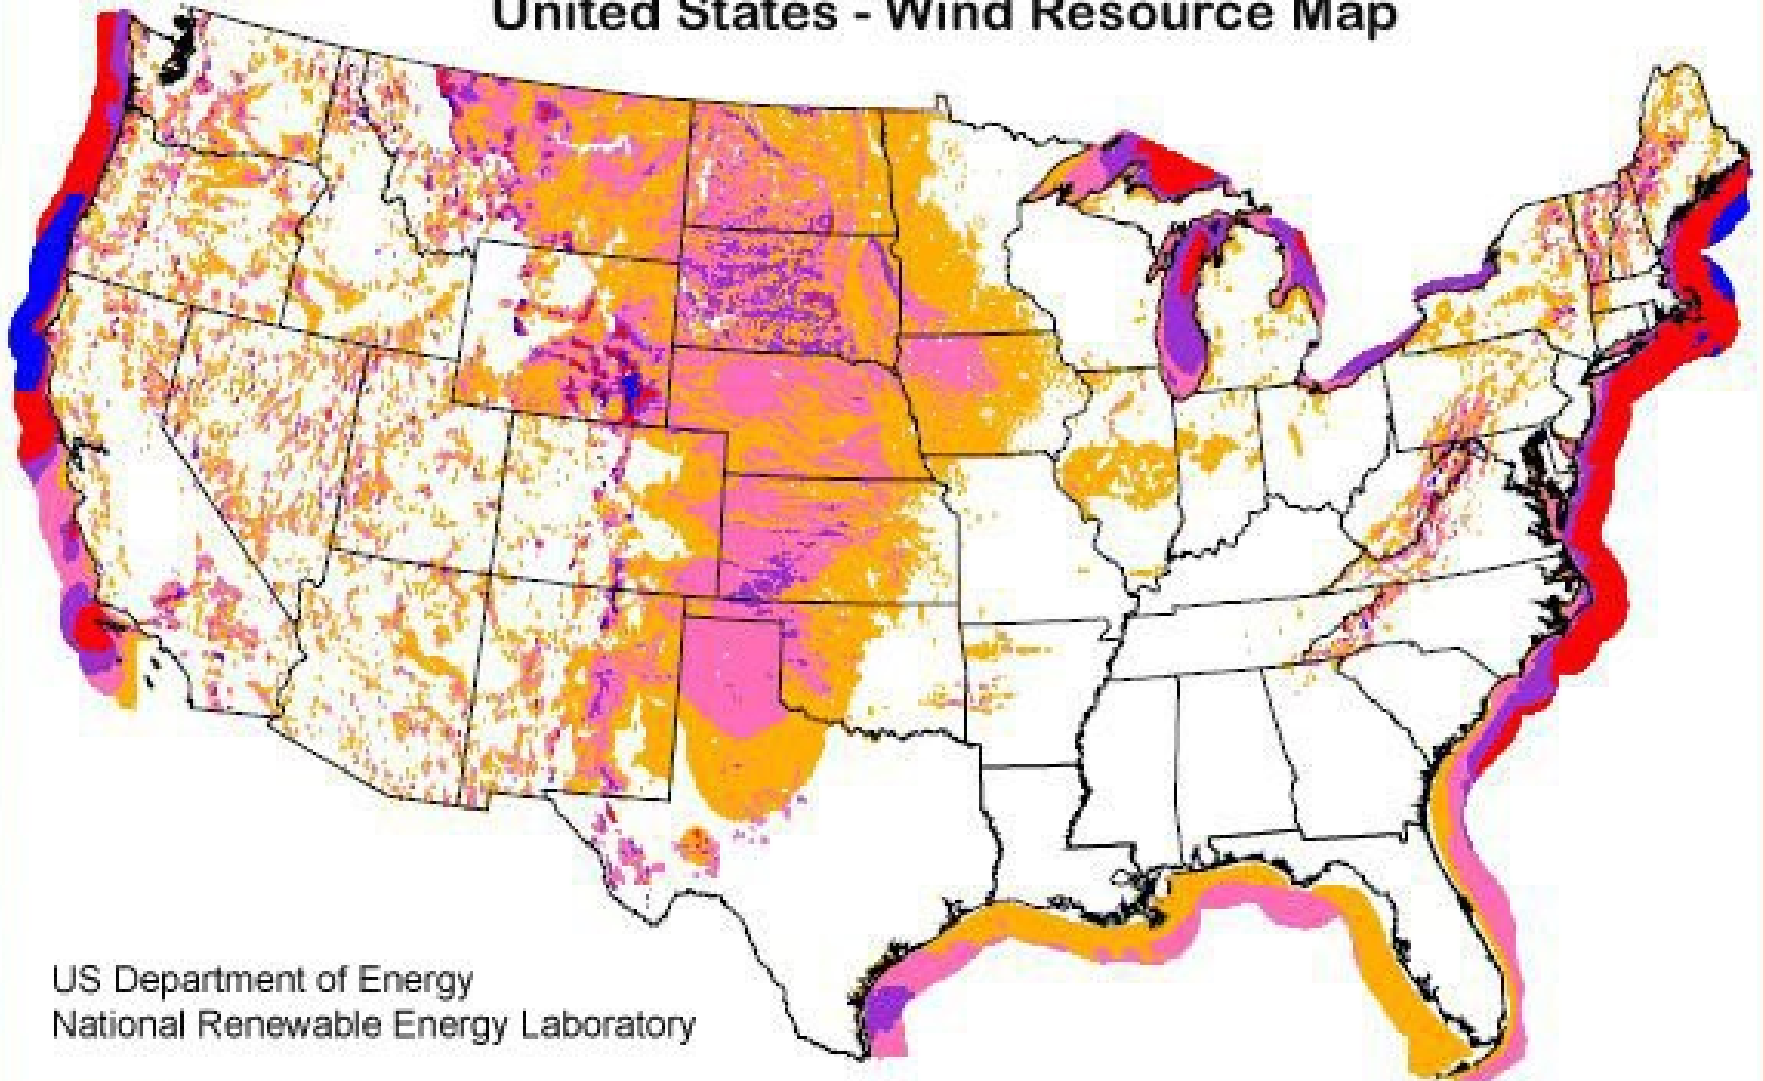 United States - Wind Resource Map
US Department of Energy
National Renewable Energy Laboratory